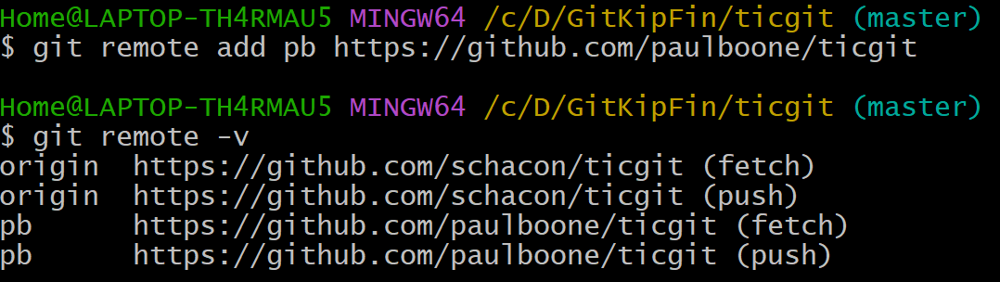 Home@LAPTOP-TH4RMAU5 MINGW64 /c/D/GitKipFin/ticgit (master)
$ git remote add pb https://github.com/paulboone/ticgit
Home@LAPTOP-TH4RMAU5 MINGW64 /c/D/GitKipFin/ticgit (master)
$ git remote -v
origin  https://github.com/schacon/ticgit (fetch)
origin  https://github.com/schacon/ticgit (push)
pb      https://github.com/paulboone/ticgit (fetch)
pb      https://github.com/paulboone/ticgit (push)